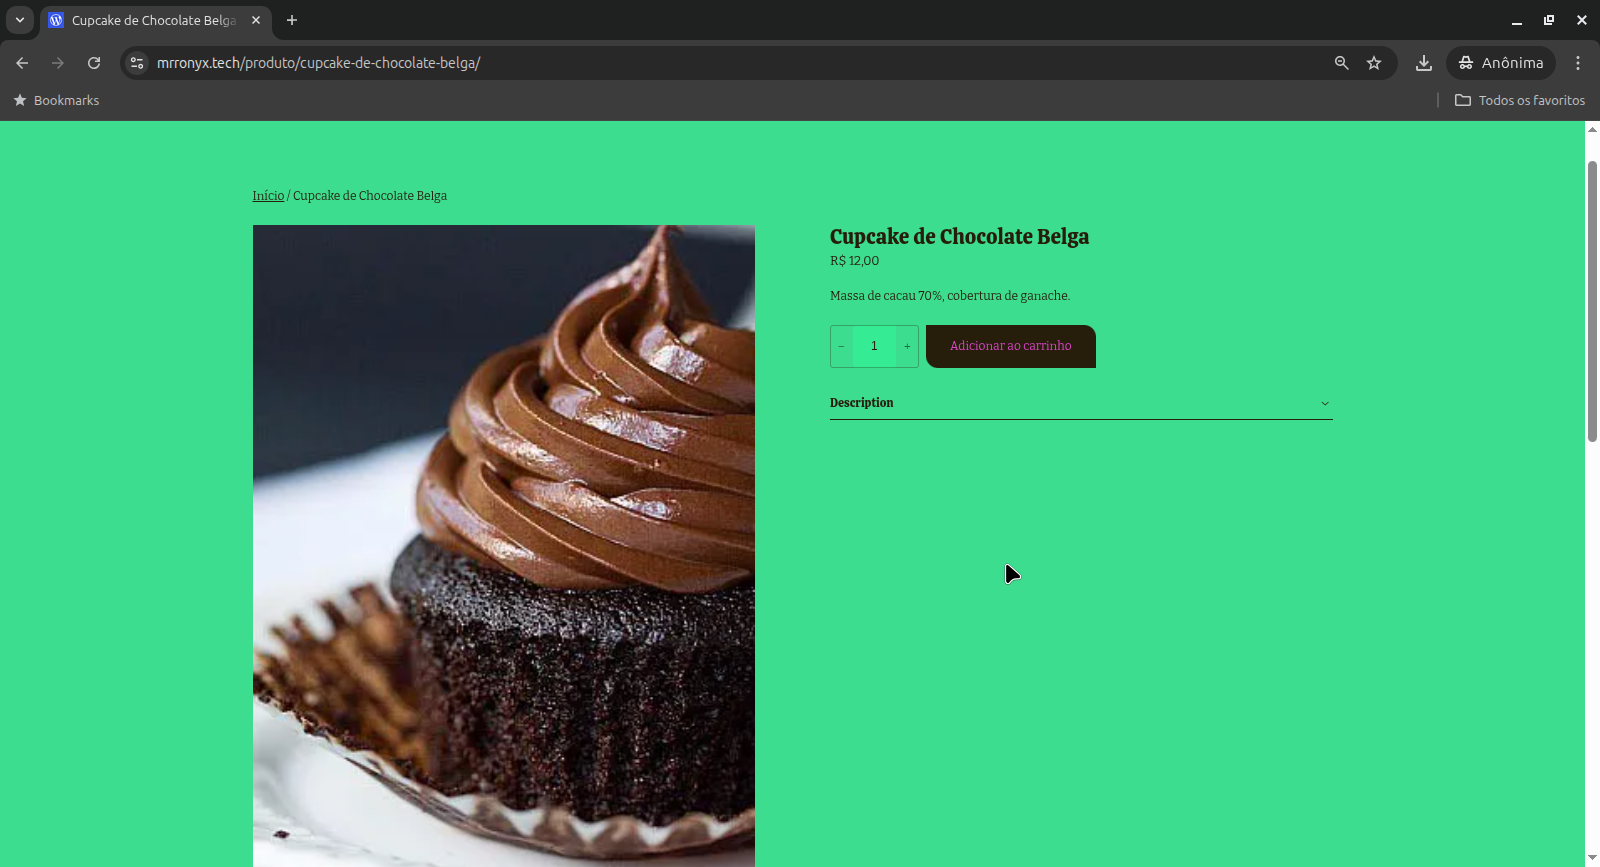 Cupcake de Chocolate Belga
mrronyx.tech/produto/cupcake-de-chocolate-belga/
Anônima
Bookmarks
Todos os favoritos
Início / Cupcake de Chocolate Belga
Cupcake de Chocolate Belga
R$ 12,00
Massa de cacau 70%, cobertura de ganache.
− 1 +
Adicionar ao carrinho
Description